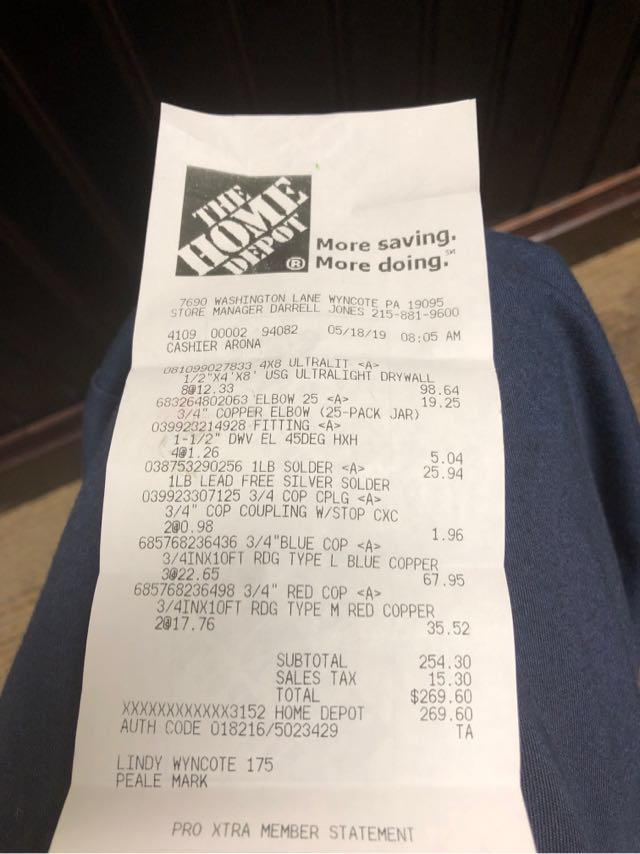 THE
HOME
DEPOT
®
More saving.
More doing.℠
7690 WASHINGTON LANE WYNCOTE PA 19095
STORE MANAGER DARRELL JONES 215-881-9600
4109 00002 94082 05/18/19 08:05 AM
CASHIER ARONA
081099027833 4X8 ULTRALIT <A>
1/2"X4'X8' USG ULTRALIGHT DRYWALL
8@12.33 98.64
683264802063 ELBOW 25 <A> 19.25
3/4" COPPER ELBOW (25-PACK JAR)
039923214928 FITTING <A>
1-1/2" DWV EL 45DEG HXH
4@1.26 5.04
038753290256 1LB SOLDER <A> 25.94
1LB LEAD FREE SILVER SOLDER
039923307125 3/4 COP CPLG <A>
3/4" COP COUPLING W/STOP CXC
2@0.98 1.96
685768236436 3/4"BLUE COP <A>
3/4INX10FT RDG TYPE L BLUE COPPER
3@22.65 67.95
685768236498 3/4" RED COP <A>
3/4INX10FT RDG TYPE M RED COPPER
2@17.76 35.52
SUBTOTAL 254.30
SALES TAX 15.30
TOTAL $269.60
XXXXXXXXXXXX3152 HOME DEPOT 269.60
AUTH CODE 018216/5023429 TA
LINDY WYNCOTE 175
PEALE MARK
PRO XTRA MEMBER STATEMENT